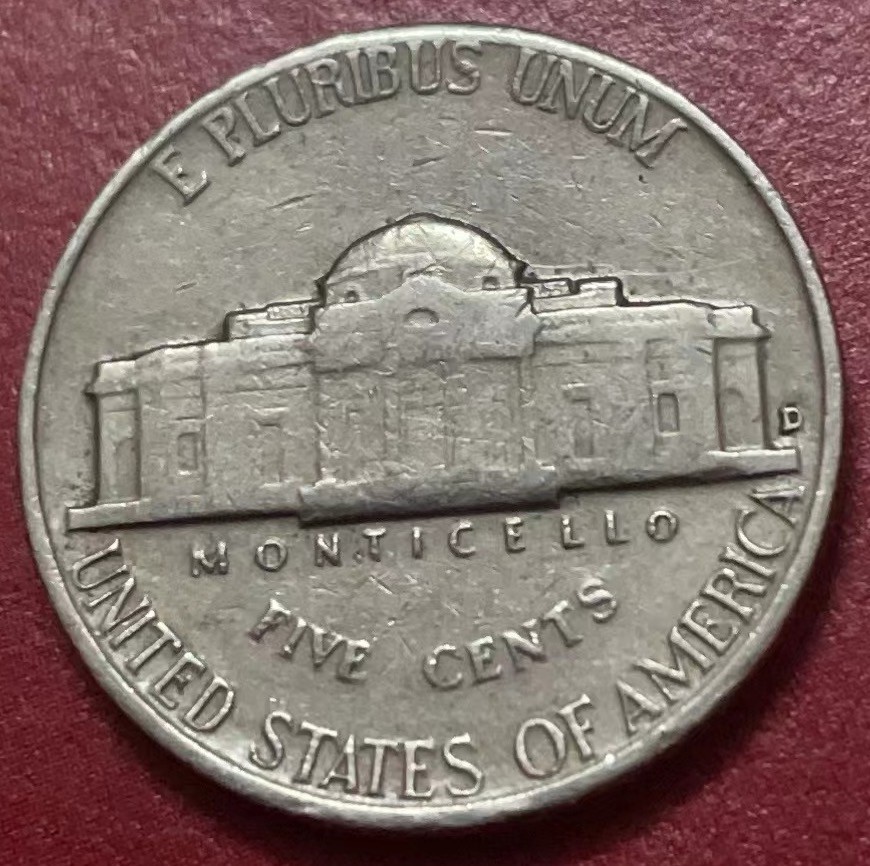 E PLURIBUS UNUM
D
MONTICELLO
FIVE CENTS
UNITED STATES OF AMERICA